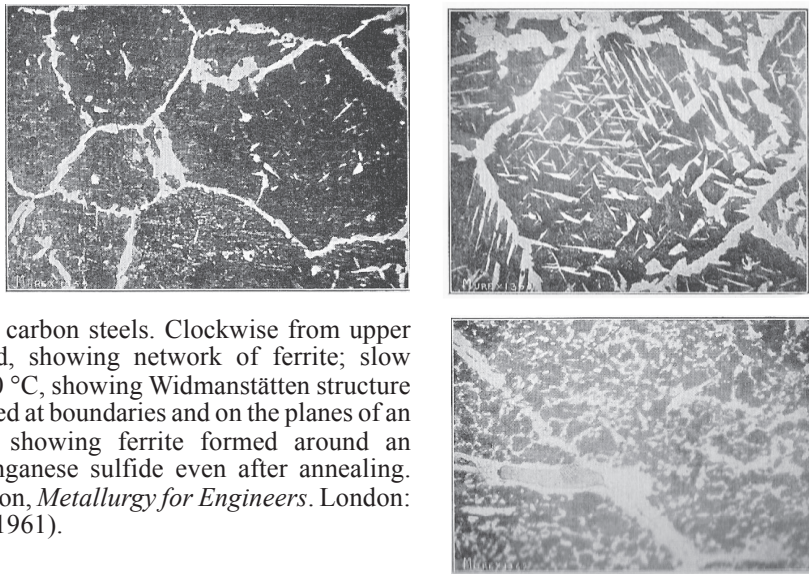 carbon steels. Clockwise from upper
d, showing network of ferrite; slow
0 °C, showing Widmanstätten structure
ed at boundaries and on the planes of an
showing ferrite formed around an
nganese sulfide even after annealing.
on, Metallurgy for Engineers. London:
1961).